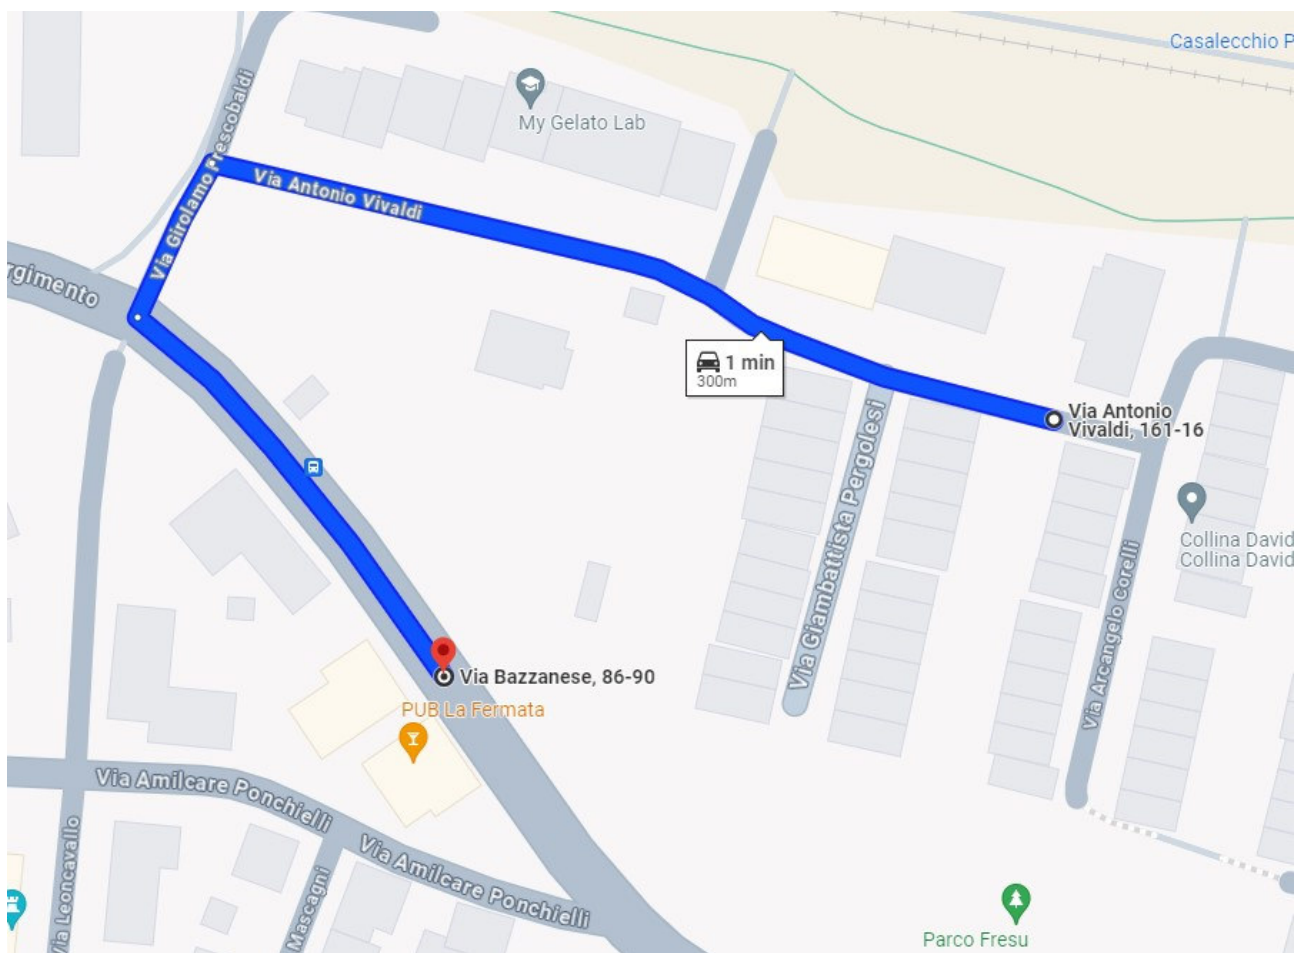 Casalecchio P
My Gelato Lab
Via Girolamo Frescobaldi
Via Antonio Vivaldi
rgimento
1 min
300m
Via Antonio
Vivaldi, 161-16
Via Giambattista Pergolesi
Collina David
Collina David
Via Arcangelo Corelli
Via Bazzanese, 86-90
PUB La Fermata
Via Amilcare Ponchielli
Via Amilcare Ponchielli
Via Leoncavallo
Mascagni
Parco Fresu